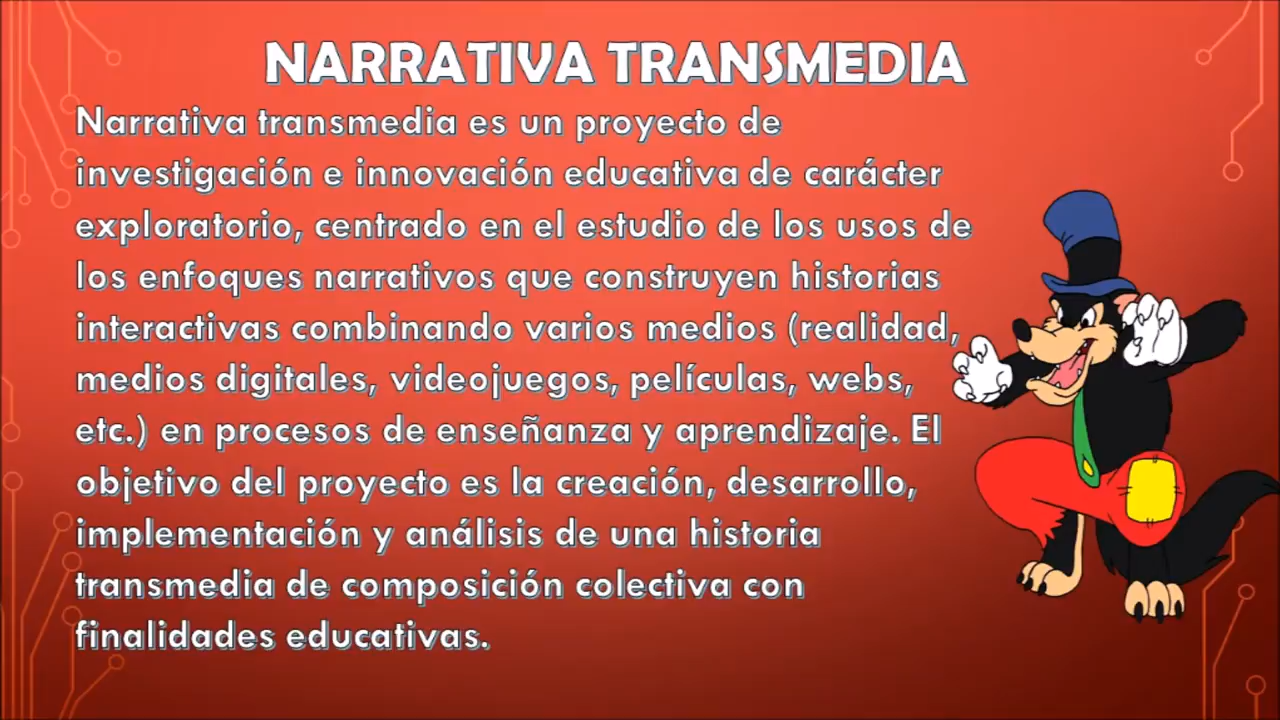 NARRATIVA TRANSMEDIA
Narrativa transmedia es un proyecto de
investigación e innovación educativa de carácter
exploratorio, centrado en el estudio de los usos de
los enfoques narrativos que construyen historias
interactivas combinando varios medios (realidad,
medios digitales, videojuegos, películas, webs,
etc.) en procesos de enseñanza y aprendizaje. El
objetivo del proyecto es la creación, desarrollo,
implementación y análisis de una historia
transmedia de composición colectiva con
finalidades educativas.